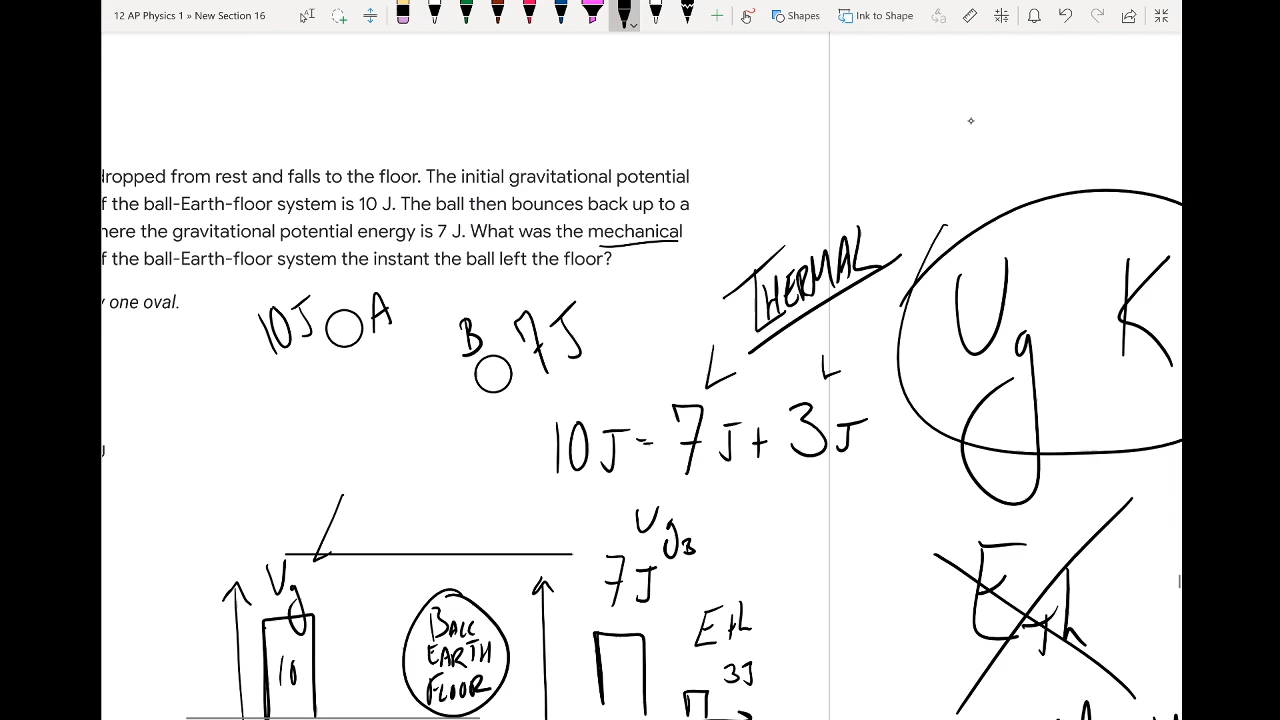 12 AP Physics 1 » New Section 16
Shapes
Ink to Shape
dropped from rest and falls to the floor. The initial gravitational potential
f the ball-Earth-floor system is 10 J. The ball then bounces back up to a
here the gravitational potential energy is 7 J. What was the mechanical
f the ball-Earth-floor system the instant the ball left the floor?
one oval.
10J A
B 7J
THERMAL
Ug K
10J = 7J + 3J
J
Ug
10
BALL
EARTH
FLOOR
UgB
7J
Eth
3J
Eth